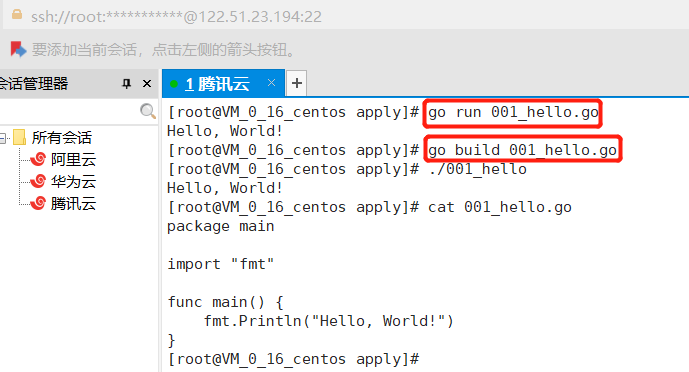 ssh://root:***********@122.51.23.194:22
要添加当前会话，点击左侧的箭头按钮。
会话管理器
1 腾讯云
所有会话
阿里云
华为云
腾讯云
[root@VM_0_16_centos apply]# go run 001_hello.go
Hello, World!
[root@VM_0_16_centos apply]# go build 001_hello.go
[root@VM_0_16_centos apply]# ./001_hello
Hello, World!
[root@VM_0_16_centos apply]# cat 001_hello.go
package main

import "fmt"

func main() {
    fmt.Println("Hello, World!")
}
[root@VM_0_16_centos apply]#